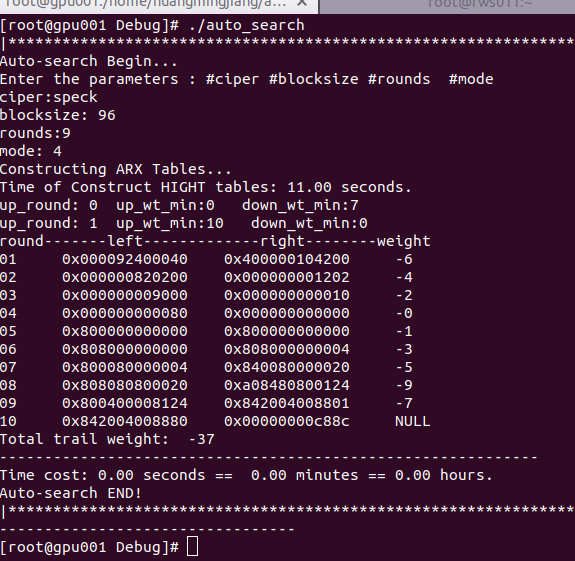 root@gpu001:/home/huangmingjiang/a... × root@rws011:~
[root@gpu001 Debug]# ./auto_search
|***************************************************************
Auto-search Begin...
Enter the parameters : #ciper #blocksize #rounds  #mode
ciper:speck
blocksize: 96
rounds:9
mode: 4
Constructing ARX Tables...
Time of Construct HIGHT tables: 11.00 seconds.
up_round: 0  up_wt_min:0   down_wt_min:7
up_round: 1  up_wt_min:10   down_wt_min:0
round-------left-------------right--------weight
01     0x000092400040    0x400000104200     -6
02     0x000000820200    0x000000001202     -4
03     0x000000009000    0x000000000010     -2
04     0x000000000080    0x000000000000     -0
05     0x800000000000    0x800000000000     -1
06     0x808000000000    0x808000000004     -3
07     0x800080000004    0x840080000020     -5
08     0x808080800020    0xa08480800124     -9
09     0x800400008124    0x842004008801     -7
10     0x842004008880    0x00000000c88c     NULL
Total trail weight:  -37
------------------------------------------------------------
Time cost: 0.00 seconds ==  0.00 minutes == 0.00 hours.
Auto-search END!
|***************************************************************
---------------------------------
[root@gpu001 Debug]#